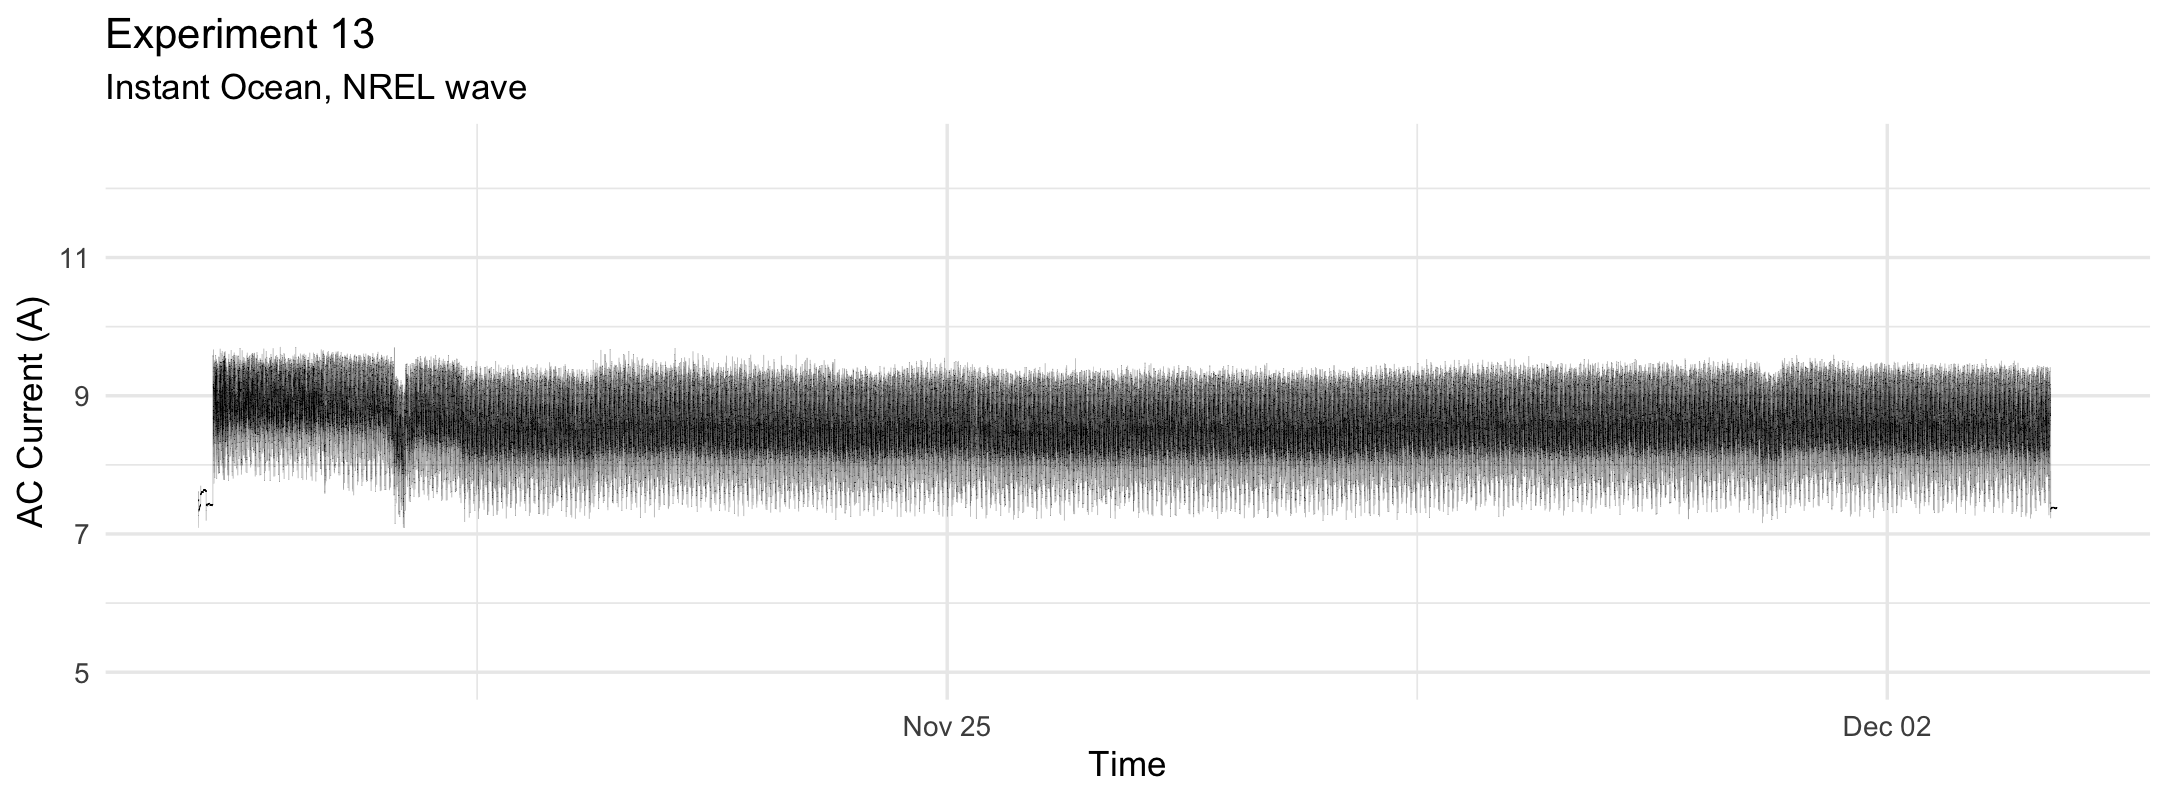 Experiment 13
Instant Ocean, NREL wave
AC Current (A)
11
9
7
5
Nov 25
Dec 02
Time